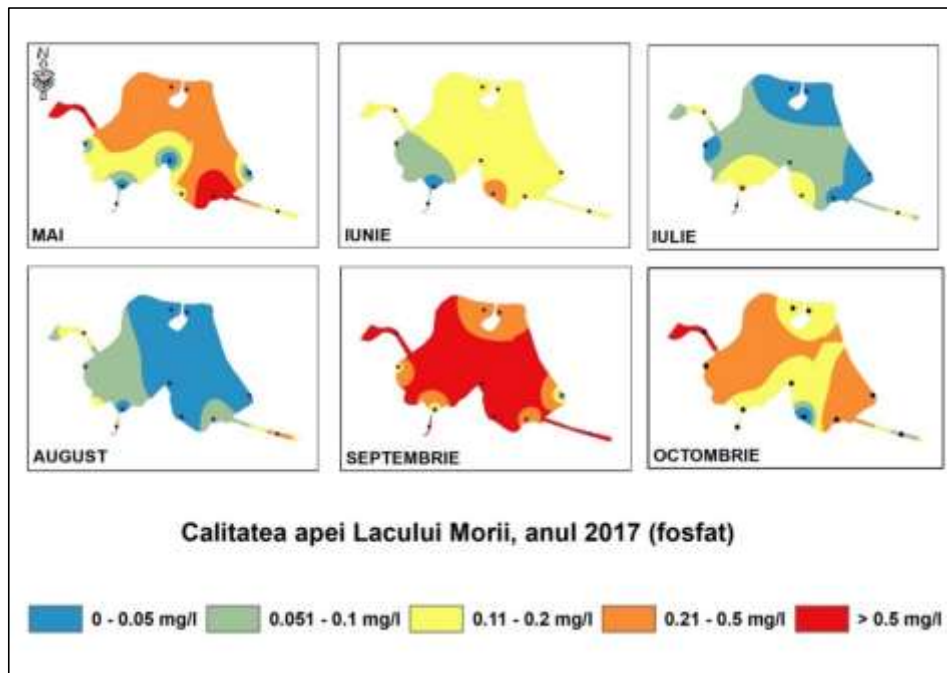 N
MAI
IUNIE
IULIE
AUGUST
SEPTEMBRIE
OCTOMBRIE
Calitatea apei Lacului Morii, anul 2017 (fosfat)
0 - 0.05 mg/l
0.051 - 0.1 mg/l
0.11 - 0.2 mg/l
0.21 - 0.5 mg/l
> 0.5 mg/l